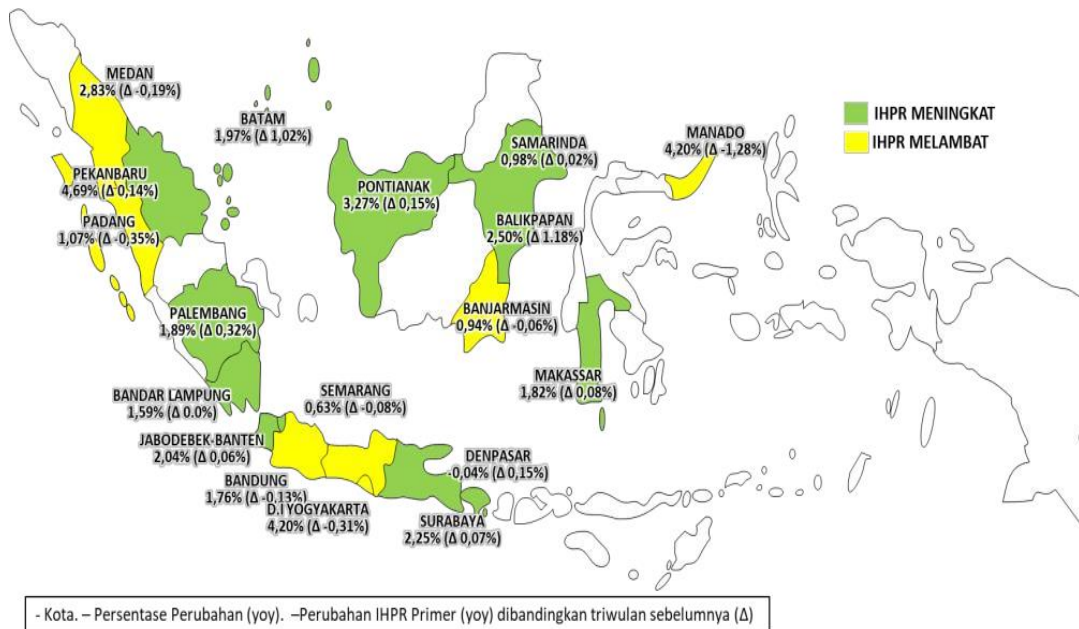 MEDAN
2,83% (Δ -0,19%)
BATAM
1,97% (Δ 1,02%)
PEKANBARU
4,69% (Δ 0,14%)
PADANG
1,07% (Δ -0,35%)
PALEMBANG
1,89% (Δ 0,32%)
BANDAR LAMPUNG
1,59% (Δ 0.0%)
JABODEBEK-BANTEN
2,04% (Δ 0,06%)
BANDUNG
1,76% (Δ -0,13%)
D.I YOGYAKARTA
4,20% (Δ -0,31%)
SEMARANG
0,63% (Δ -0,08%)
SURABAYA
2,25% (Δ 0,07%)
DENPASAR
-0,04% (Δ 0,15%)
PONTIANAK
3,27% (Δ 0,15%)
SAMARINDA
0,98% (Δ 0,02%)
BALIKPAPAN
2,50% (Δ 1.18%)
BANJARMASIN
0,94% (Δ -0,06%)
MAKASSAR
1,82% (Δ 0,08%)
MANADO
4,20% (Δ -1,28%)
IHPR MENINGKAT
IHPR MELAMBAT
- Kota. – Persentase Perubahan (yoy). –Perubahan IHPR Primer (yoy) dibandingkan triwulan sebelumnya (Δ)